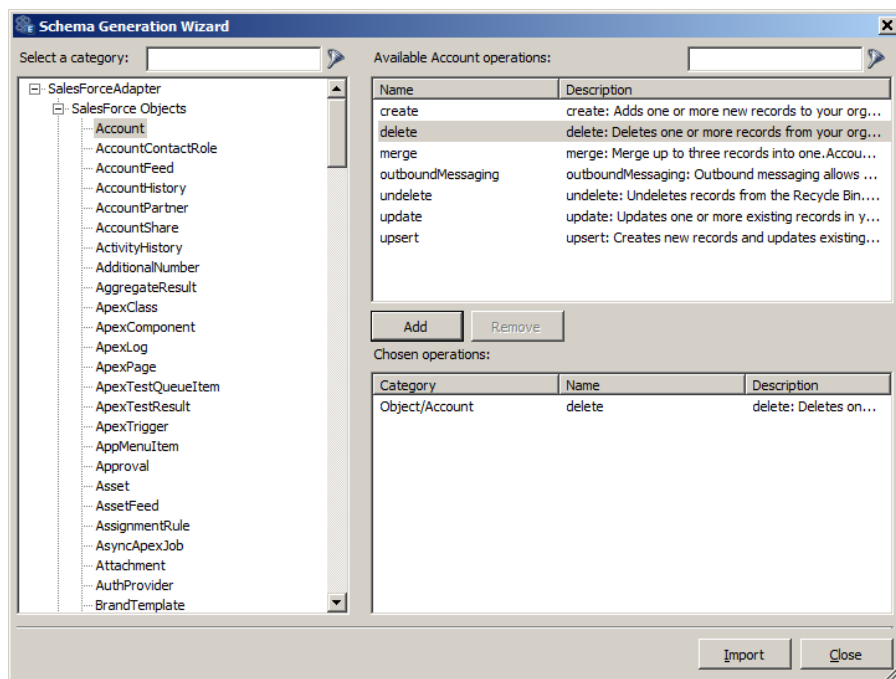 Schema Generation Wizard
Select a category:
SalesForceAdapter
SalesForce Objects
Account
AccountContactRole
AccountFeed
AccountHistory
AccountPartner
AccountShare
ActivityHistory
AdditionalNumber
AggregateResult
ApexClass
ApexComponent
ApexLog
ApexPage
ApexTestQueueItem
ApexTestResult
ApexTrigger
AppMenuItem
Approval
Asset
AssetFeed
AssignmentRule
AsyncApexJob
Attachment
AuthProvider
BrandTemplate
Available Account operations:
Name Description
create create: Adds one or more new records to your org...
delete delete: Deletes one or more records from your org...
merge merge: Merge up to three records into one.Accou...
outboundMessaging outboundMessaging: Outbound messaging allows ...
undelete undelete: Undeletes records from the Recycle Bin....
update update: Updates one or more existing records in y...
upsert upsert: Creates new records and updates existing...
Add Remove
Chosen operations:
Category Name Description
Object/Account delete delete: Deletes on...
Import Close